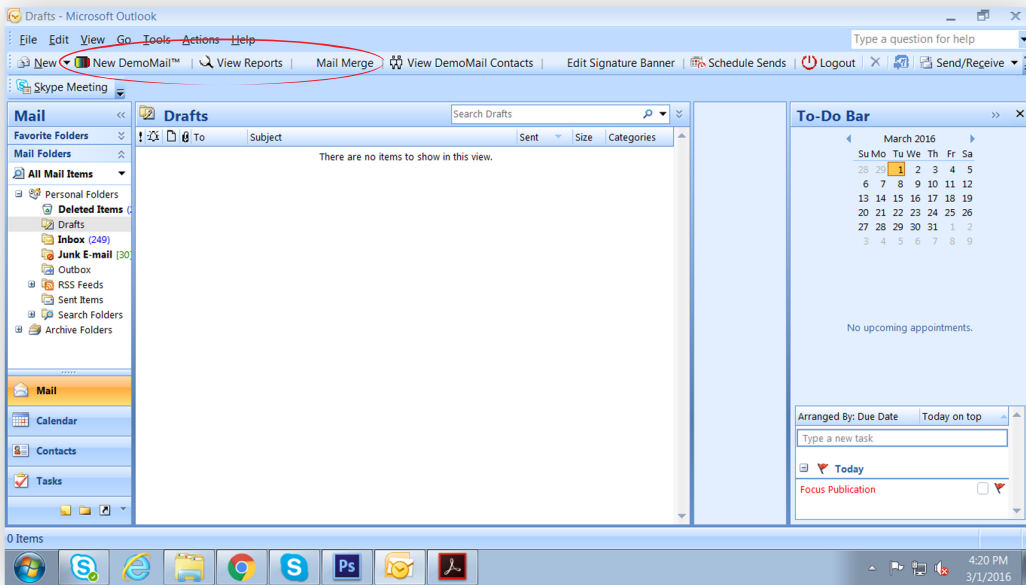 Drafts - Microsoft Outlook
File Edit View Go Tools Actions Help
Type a question for help
New New DemoMail™ | View Reports | Mail Merge View DemoMail Contacts | Edit Signature Banner | Schedule Sends | Logout Send/Receive
Skype Meeting
Mail «
Favorite Folders
Mail Folders
All Mail Items
Personal Folders
Deleted Items (2
Drafts
Inbox (249)
Junk E-mail [30]
Outbox
RSS Feeds
Sent Items
Search Folders
Archive Folders
Mail
Calendar
Contacts
Tasks
Drafts
Search Drafts
! To Subject Sent Size Categories
There are no items to show in this view.
To-Do Bar »
March 2016
Su Mo Tu We Th Fr Sa
28 29 1 2 3 4 5
6 7 8 9 10 11 12
13 14 15 16 17 18 19
20 21 22 23 24 25 26
27 28 29 30 31 1 2
3 4 5 6 7 8 9
No upcoming appointments.
Arranged By: Due Date Today on top
Type a new task
Today
Focus Publication
0 Items
Ps
4:20 PM
3/1/2016